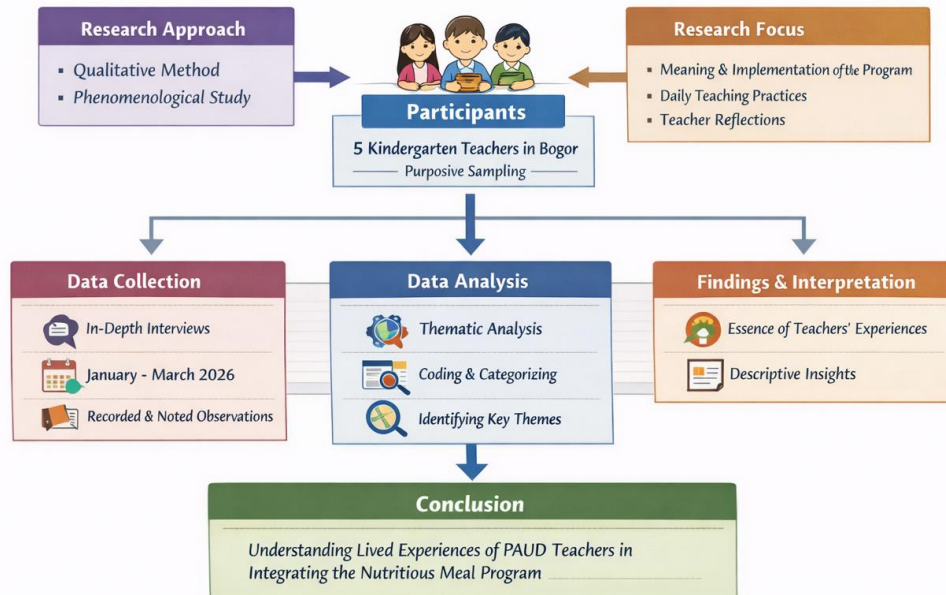 Research Approach
▪ Qualitative Method
▪ Phenomenological Study
Research Focus
▪ Meaning & Implementation of the Program
▪ Daily Teaching Practices
▪ Teacher Reflections
Participants
5 Kindergarten Teachers in Bogor
Purposive Sampling
Data Collection
In-Depth Interviews
January - March 2026
Recorded & Noted Observations
Data Analysis
Thematic Analysis
Coding & Categorizing
Identifying Key Themes
Findings & Interpretation
Essence of Teachers' Experiences
Descriptive Insights
Conclusion
Understanding Lived Experiences of PAUD Teachers in
Integrating the Nutritious Meal Program